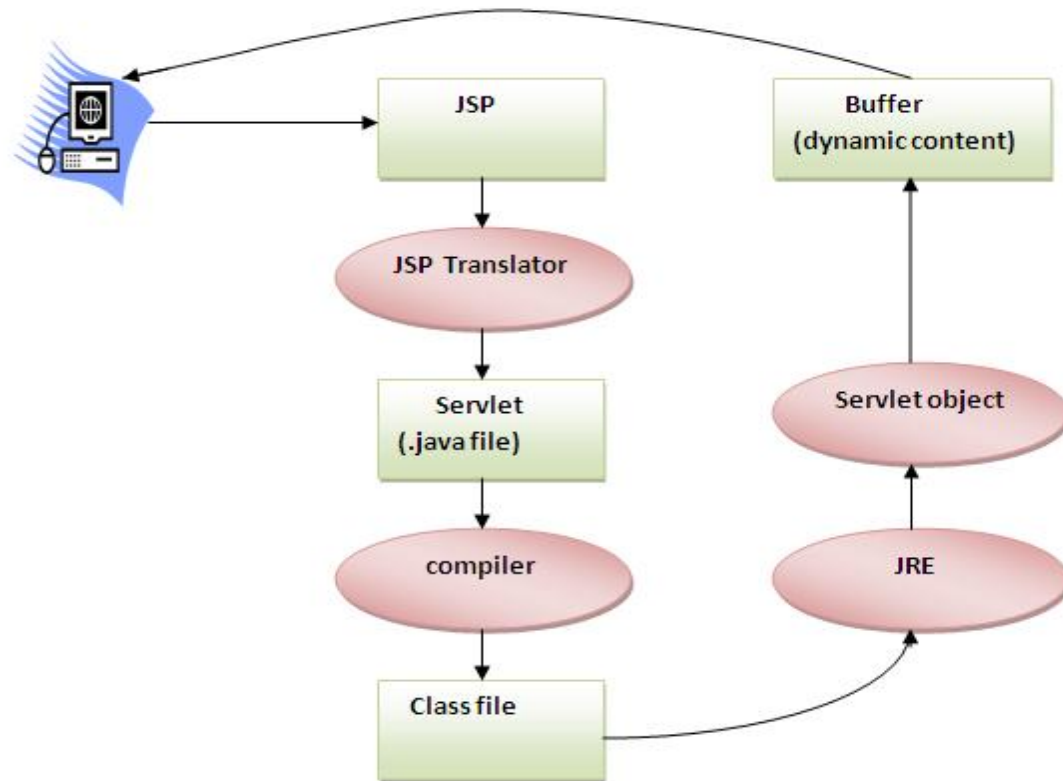 JSP
Buffer
(dynamic content)
JSP Translator
Servlet
(.java file)
Servlet object
compiler
JRE
Class file